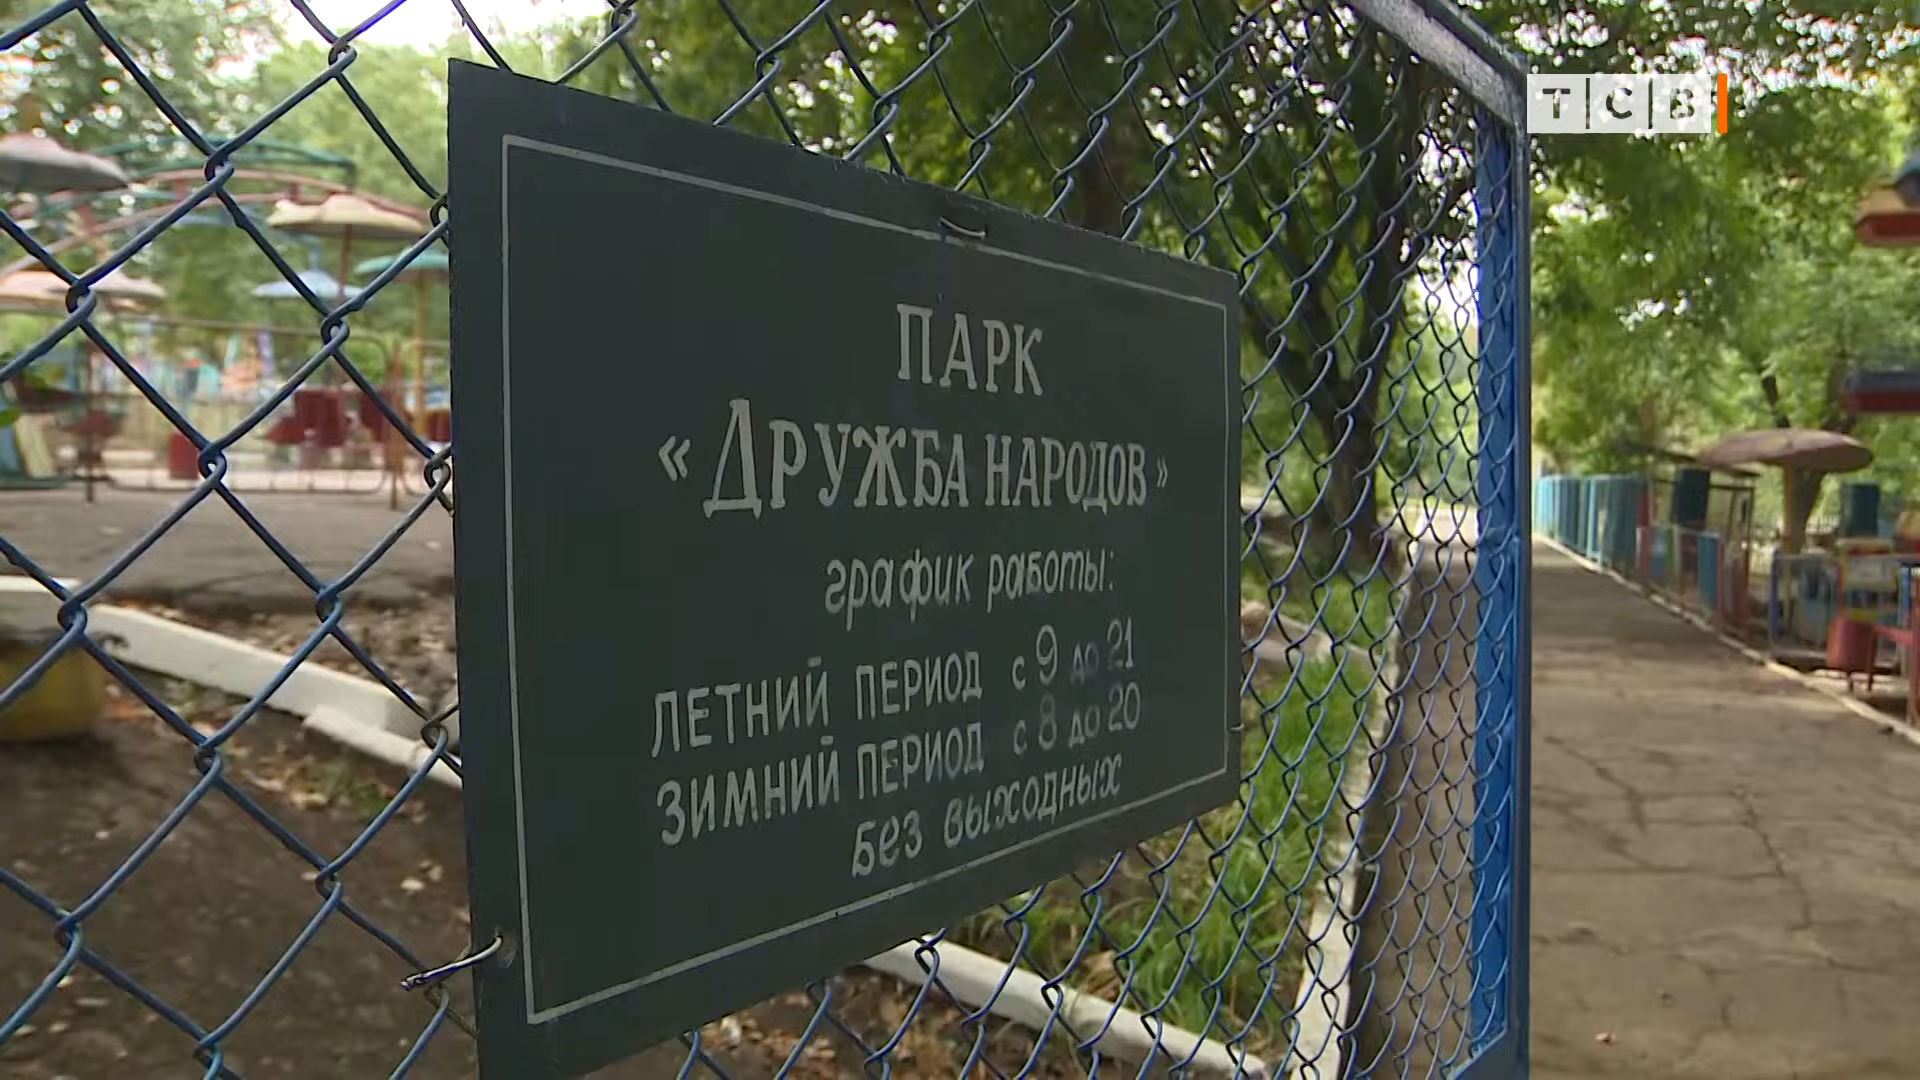 ТСВ
ПАРК
«ДРУЖБА НАРОДОВ»
график работы:
ЛЕТНИЙ ПЕРИОД с 9 до 21
ЗИМНИЙ ПЕРИОД с 8 до 20
без выходных